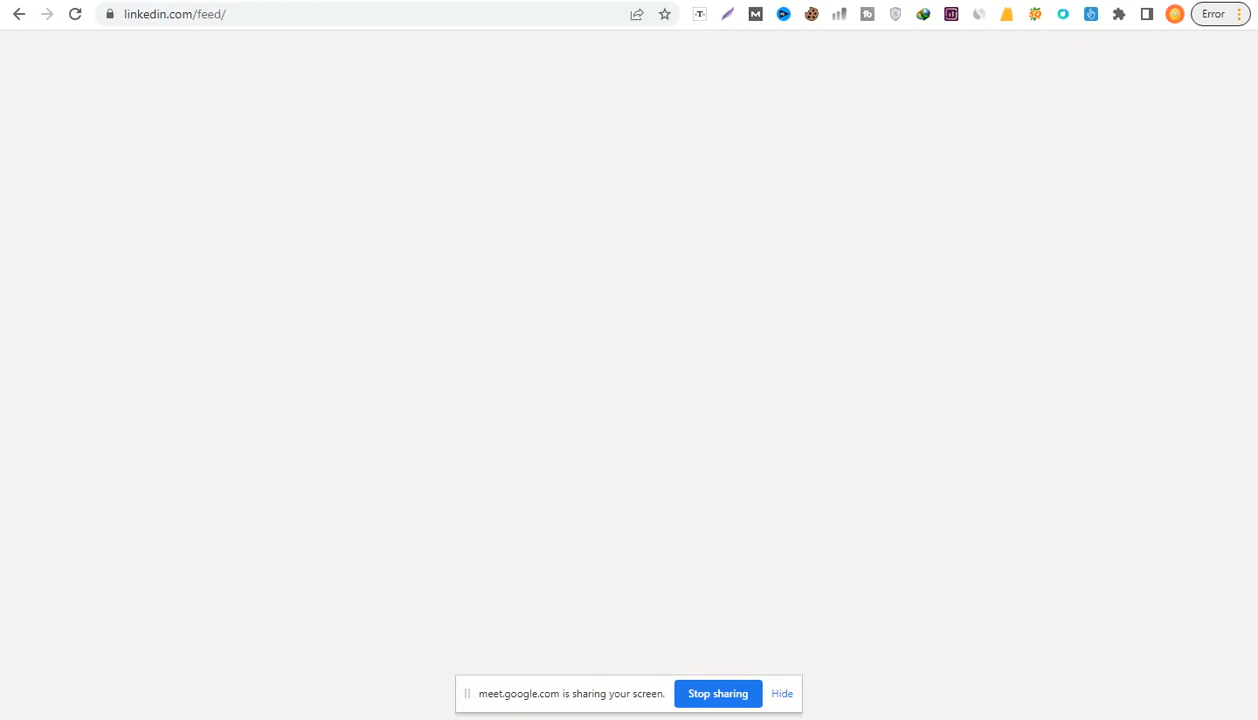 linkedin.com/feed/
Error
meet.google.com is sharing your screen.
Stop sharing
Hide